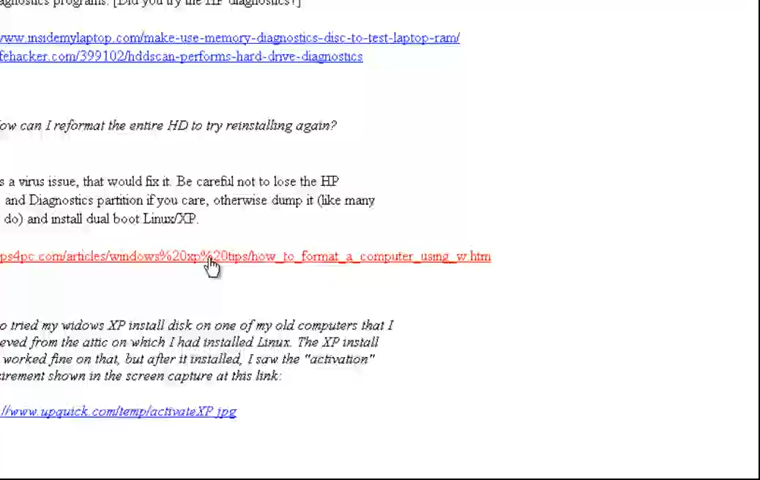 agnostics programs. [Did you try the HP diagnostics?]
www.insidemylaptop.com/make-use-memory-diagnostics-disc-to-test-laptop-ram/
fehacker.com/399102/hddscan-performs-hard-drive-diagnostics
ow can I reformat the entire HD to try reinstalling again?
s a virus issue, that would fix it. Be careful not to lose the HP
and Diagnostics partition if you care, otherwise dump it (like many
do) and install dual boot Linux/XP.
ps4pc.com/articles/windows%20xp%20tips/how_to_format_a_computer_using_w.htm
o tried my widows XP install disk on one of my old computers that I
eved from the attic on which I had installed Linux. The XP install
worked fine on that, but after it installed, I saw the "activation"
irement shown in the screen capture at this link:
//www.upquick.com/temp/activateXP.jpg